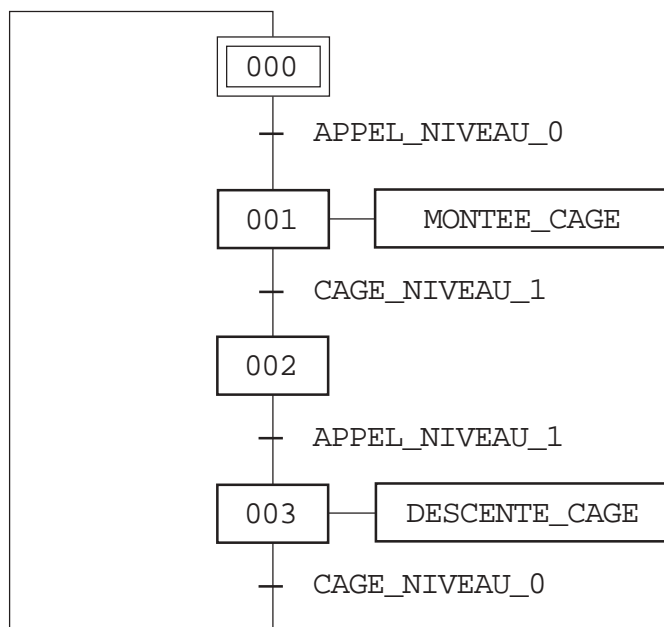 000
APPEL_NIVEAU_0
001 MONTEE_CAGE
CAGE_NIVEAU_1
002
APPEL_NIVEAU_1
003 DESCENTE_CAGE
CAGE_NIVEAU_0